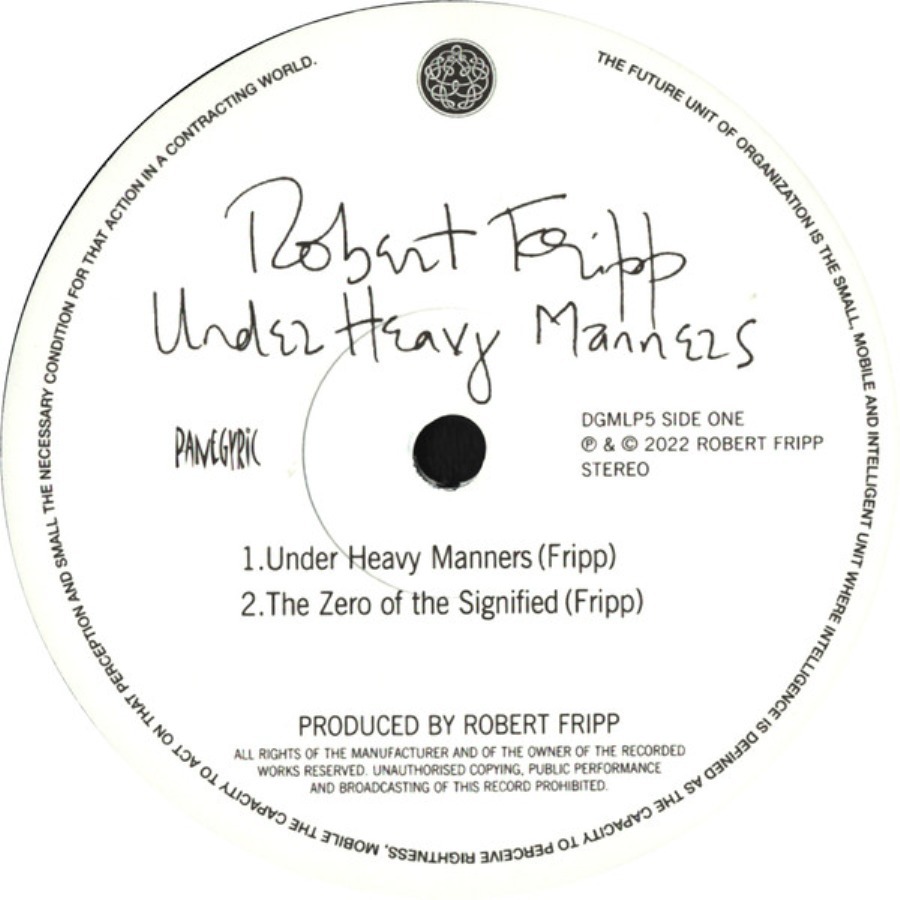 THE FUTURE UNIT OF ORGANIZATION IS THE SMALL, MOBILE AND INTELLIGENT UNIT WHERE INTELLIGENCE IS DEFINED AS THE CAPACITY TO PERCEIVE RIGHTNESS, MOBILE THE CAPACITY TO ACT ON THAT PERCEPTION AND SMALL THE NECESSARY CONDITION FOR THAT ACTION IN A CONTRACTING WORLD.
Robert Fripp
Under Heavy Manners
PANEGYRIC
DGMLP5 SIDE ONE
℗ & © 2022 ROBERT FRIPP
STEREO
1.Under Heavy Manners (Fripp)
2.The Zero of the Signified (Fripp)
PRODUCED BY ROBERT FRIPP
ALL RIGHTS OF THE MANUFACTURER AND OF THE OWNER OF THE RECORDED
WORKS RESERVED. UNAUTHORISED COPYING, PUBLIC PERFORMANCE
AND BROADCASTING OF THIS RECORD PROHIBITED.